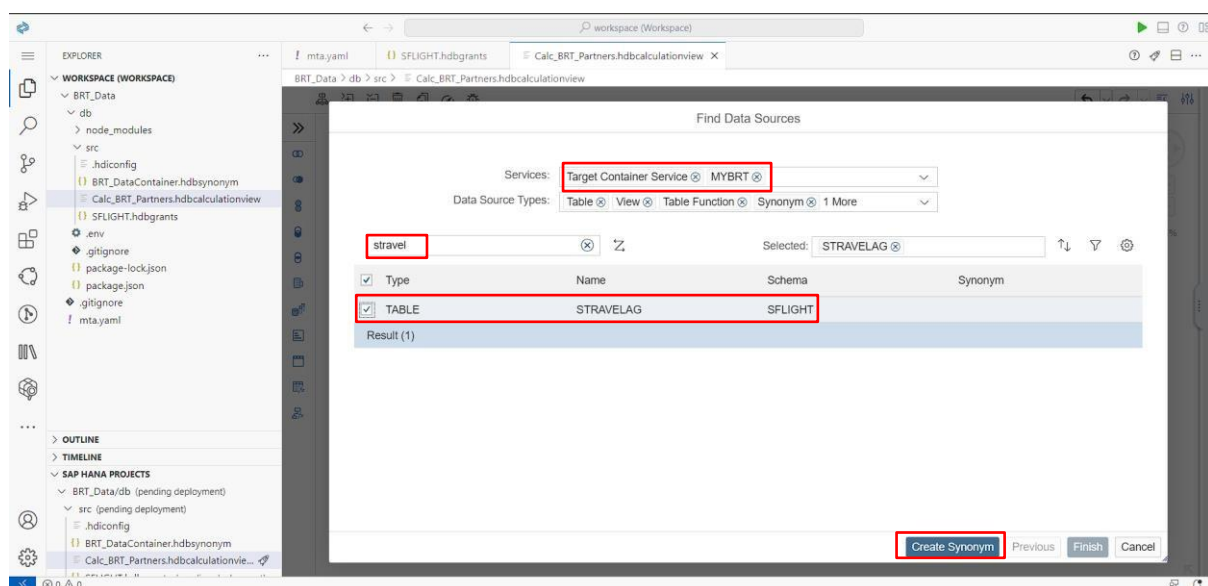 workspace (Workspace)
EXPLORER
mta.yaml
SFLIGHT.hdbgrants
Calc_BRT_Partners.hdbcalculationview
WORKSPACE (WORKSPACE)
BRT_Data > db > src > Calc_BRT_Partners.hdbcalculationview
BRT_Data
db
node_modules
src
.hdiconfig
BRT_DataContainer.hdbsynonym
Calc_BRT_Partners.hdbcalculationview
SFLIGHT.hdbgrants
.env
.gitignore
package-lock.json
package.json
.gitignore
mta.yaml
OUTLINE
TIMELINE
SAP HANA PROJECTS
BRT_Data/db (pending deployment)
src (pending deployment)
.hdiconfig
BRT_DataContainer.hdbsynonym
Calc_BRT_Partners.hdbcalculationvie...
Find Data Sources
Services: Target Container Service MYBRT
Data Source Types: Table View Table Function Synonym 1 More
stravel Selected: STRAVELAG
Type Name Schema Synonym
TABLE STRAVELAG SFLIGHT
Result (1)
Create Synonym Previous Finish Cancel
0 0